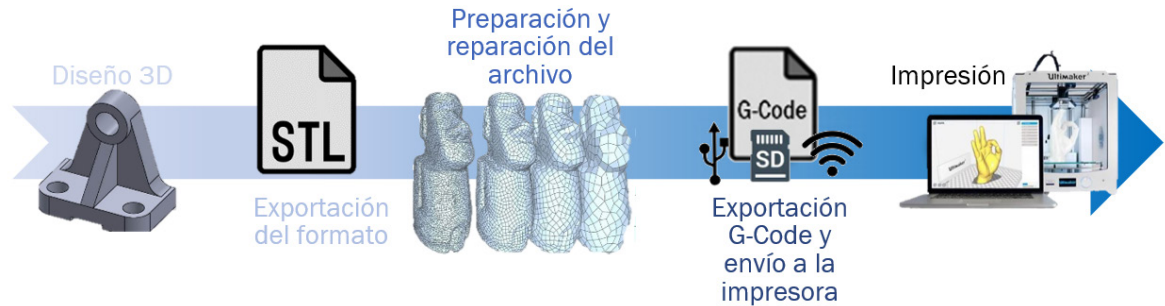 Diseño 3D
STL
Exportación
del formato
Preparación y
reparación del
archivo
G-Code
SD
Exportación
G-Code y
envío a la
impresora
Impresión
Ultimaker
Ultimaker